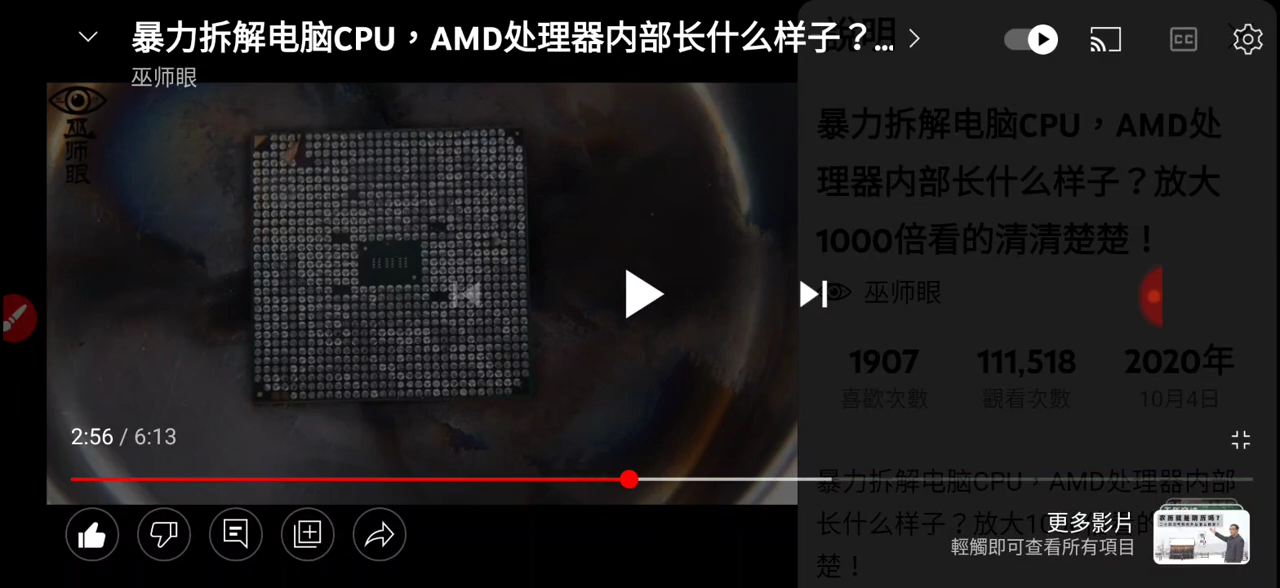 暴力拆解电脑CPU，AMD处理器内部长什么样子？...
巫师眼
CC
巫师眼
說明
暴力拆解电脑CPU，AMD处
理器内部长什么样子？放大
1000倍看的清清楚楚！
巫师眼
1907
喜歡次數
111,518
觀看次數
2020年
10月4日
2:56 / 6:13
暴力拆解电脑CPU，AMD处理器内部
长什么样子？放大10
的
楚！
更多影片
輕觸即可查看所有項目